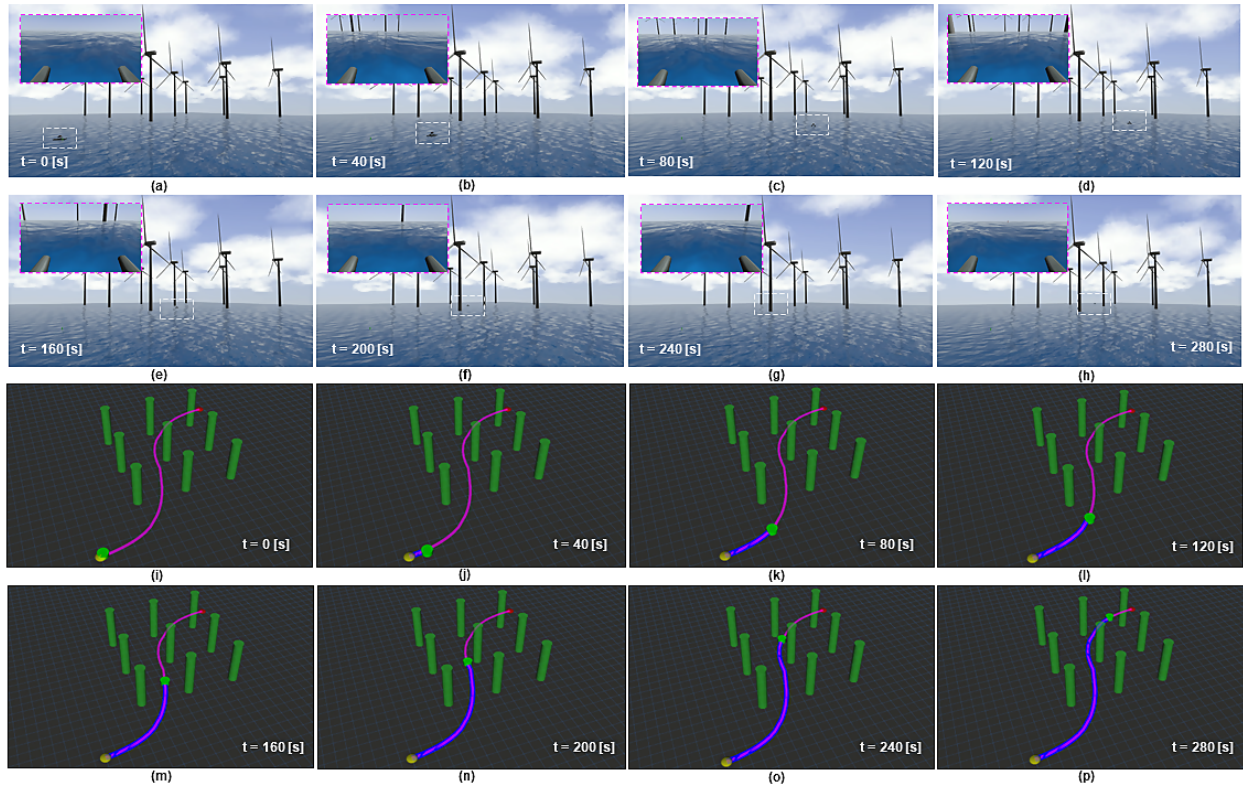 t = 0 [s]
t = 40 [s]
t = 80 [s]
t = 120 [s]
(a)
(b)
(c)
(d)
t = 160 [s]
t = 200 [s]
t = 240 [s]
t = 280 [s]
(e)
(f)
(g)
(h)
t = 0 [s]
t = 40 [s]
t = 80 [s]
t = 120 [s]
(i)
(j)
(k)
(l)
t = 160 [s]
t = 200 [s]
t = 240 [s]
t = 280 [s]
(m)
(n)
(o)
(p)